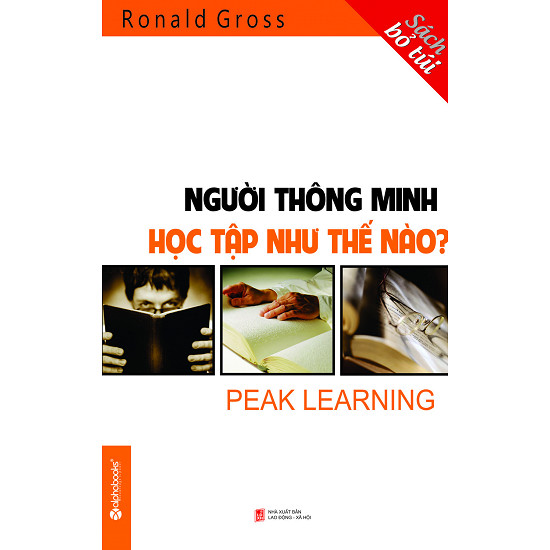 Ronald Gross
Sách
bỏ túi
NGƯỜI THÔNG MINH
HỌC TẬP NHƯ THẾ NÀO?
PEAK LEARNING
alphabooks
NHÀ XUẤT BẢN
LAO ĐỘNG - XÃ HỘI